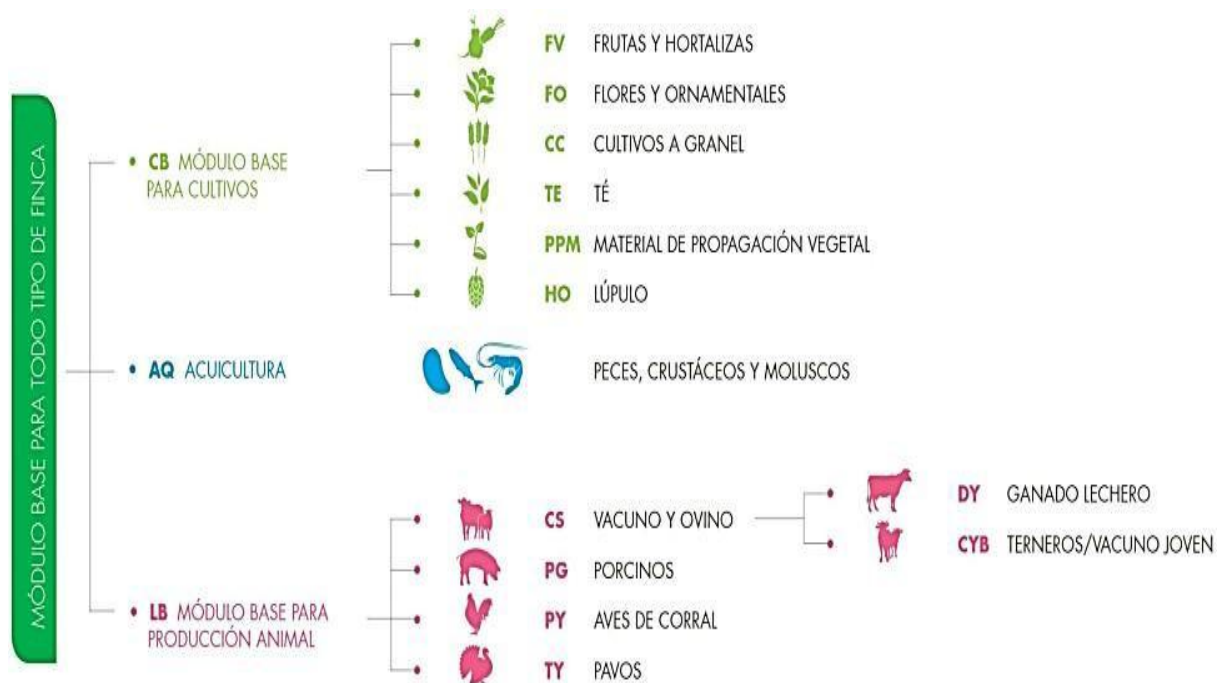 MÓDULO BASE PARA TODO TIPO DE FINCA
CB MÓDULO BASE
PARA CULTIVOS
FV FRUTAS Y HORTALIZAS
FO FLORES Y ORNAMENTALES
CC CULTIVOS A GRANEL
TE TÉ
PPM MATERIAL DE PROPAGACIÓN VEGETAL
HO LÚPULO
AQ ACUICULTURA
PECES, CRUSTÁCEOS Y MOLUSCOS
LB MÓDULO BASE PARA
PRODUCCIÓN ANIMAL
CS VACUNO Y OVINO
DY GANADO LECHERO
CYB TERNEROS/VACUNO JOVEN
PG PORCINOS
PY AVES DE CORRAL
TY PAVOS